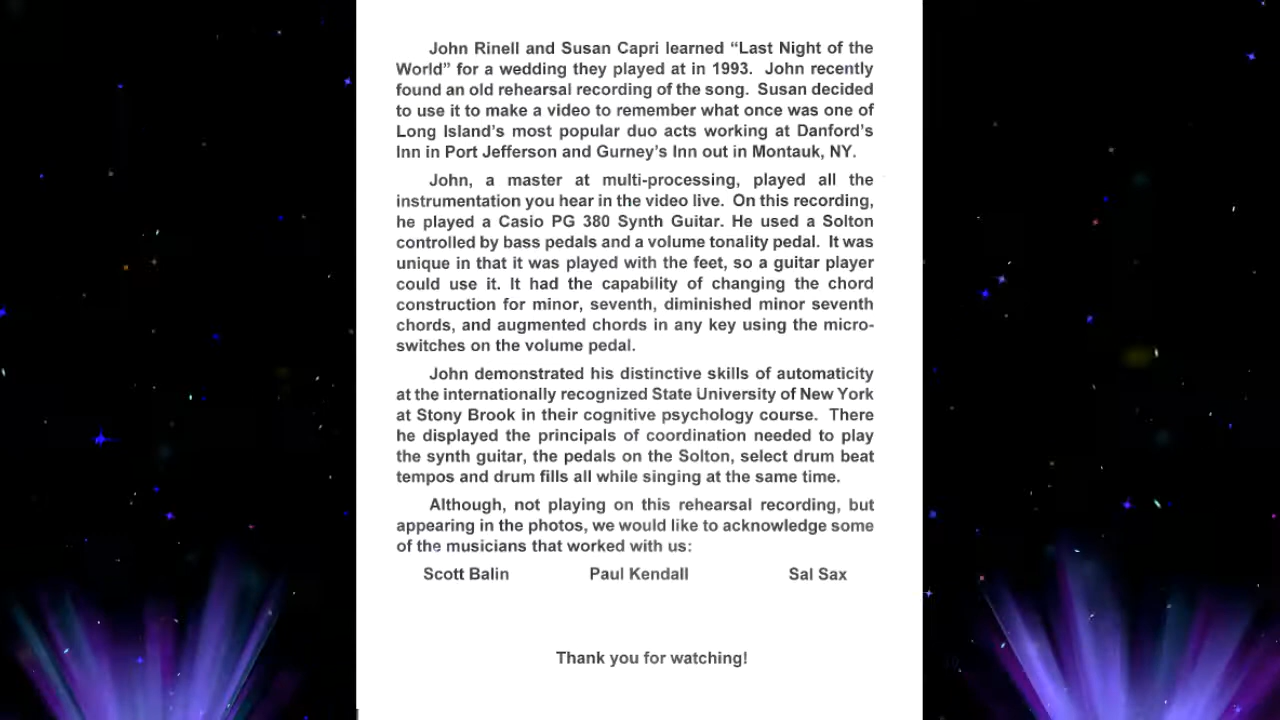 John Rinell and Susan Capri learned “Last Night of the
World” for a wedding they played at in 1993. John recently
found an old rehearsal recording of the song. Susan decided
to use it to make a video to remember what once was one of
Long Island’s most popular duo acts working at Danford’s
Inn in Port Jefferson and Gurney’s Inn out in Montauk, NY.
John, a master at multi-processing, played all the
instrumentation you hear in the video live. On this recording,
he played a Casio PG 380 Synth Guitar. He used a Solton
controlled by bass pedals and a volume tonality pedal. It was
unique in that it was played with the feet, so a guitar player
could use it. It had the capability of changing the chord
construction for minor, seventh, diminished minor seventh
chords, and augmented chords in any key using the micro-
switches on the volume pedal.
John demonstrated his distinctive skills of automaticity
at the internationally recognized State University of New York
at Stony Brook in their cognitive psychology course. There
he displayed the principals of coordination needed to play
the synth guitar, the pedals on the Solton, select drum beat
tempos and drum fills all while singing at the same time.
Although, not playing on this rehearsal recording, but
appearing in the photos, we would like to acknowledge some
of the musicians that worked with us:
Scott Balin Paul Kendall Sal Sax
Thank you for watching!